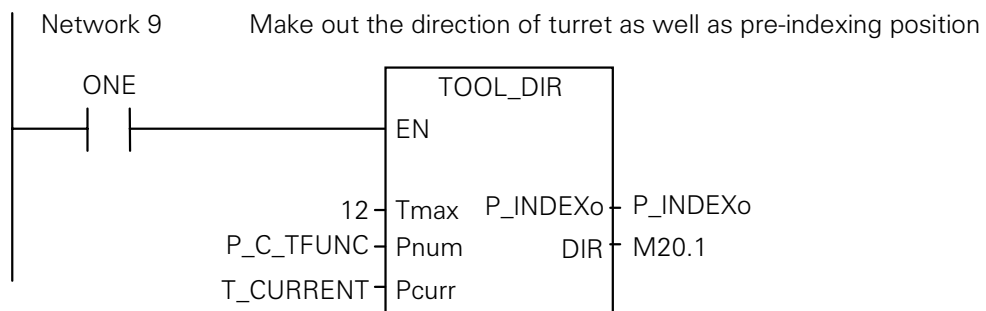 Network 9 Make out the direction of turret as well as pre-indexing position
ONE
TOOL_DIR
EN
12 Tmax P_INDEXo P_INDEXo
P_C_TFUNC Pnum DIR M20.1
T_CURRENT Pcurr